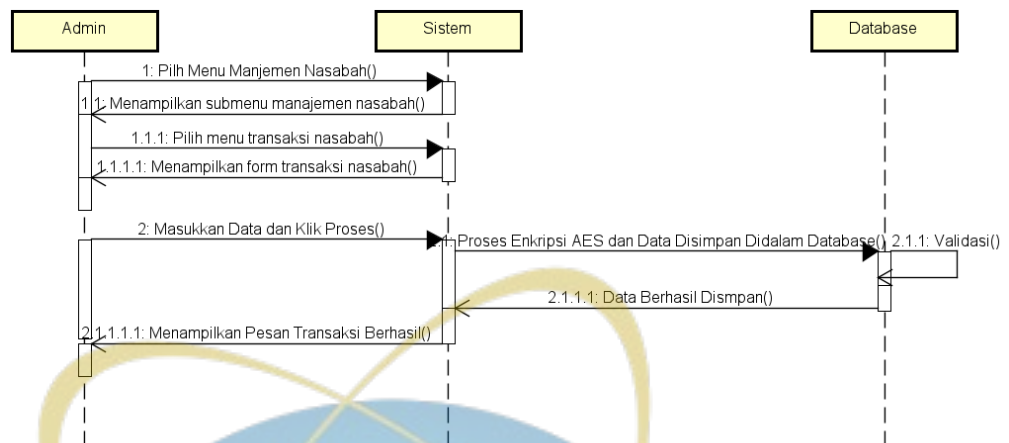 Admin
Sistem
Database
1: Pilh Menu Manjemen Nasabah()
1.1: Menampilkan submenu manajemen nasabah()
1.1.1: Pilih menu transaksi nasabah()
1.1.1.1: Menampilkan form transaksi nasabah()
2: Masukkan Data dan Klik Proses()
Proses Enkripsi AES dan Data Disimpan Didalam Database()
2.1.1: Validasi()
2.1.1.1: Data Berhasil Dismpan()
2.1.1.1.1: Menampilkan Pesan Transaksi Berhasil()